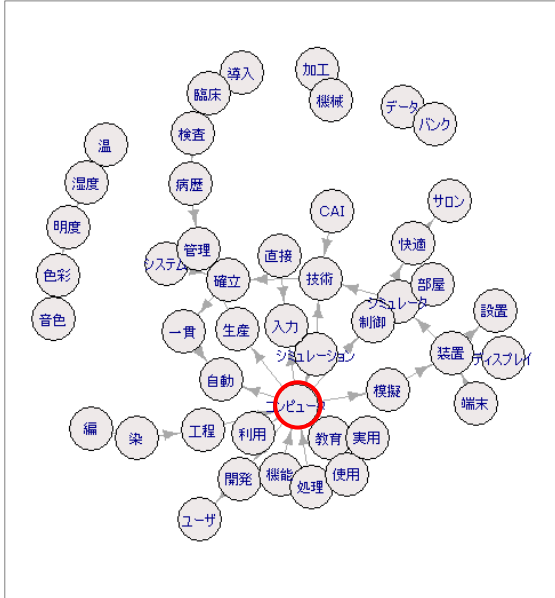 導入
加工
臨床
機械
データ
バンク
検査
温
湿度
病歴
サロン
CAI
明度
快適
管理
直接
システム
色彩
確立
技術
部屋
シミュレータ
設置
音色
一貫
生産
入力
制御
シミュレーション
装置
ディスプレイ
自動
模擬
コンピュータ
端末
編
染
工程
利用
教育
実用
開発
機能
処理
使用
ユーザ